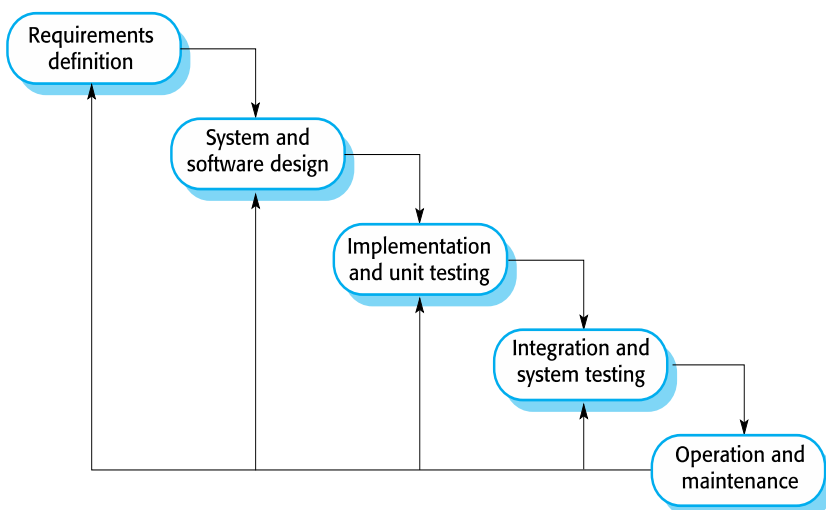 Requirements
definition
System and
software design
Implementation
and unit testing
Integration and
system testing
Operation and
maintenance